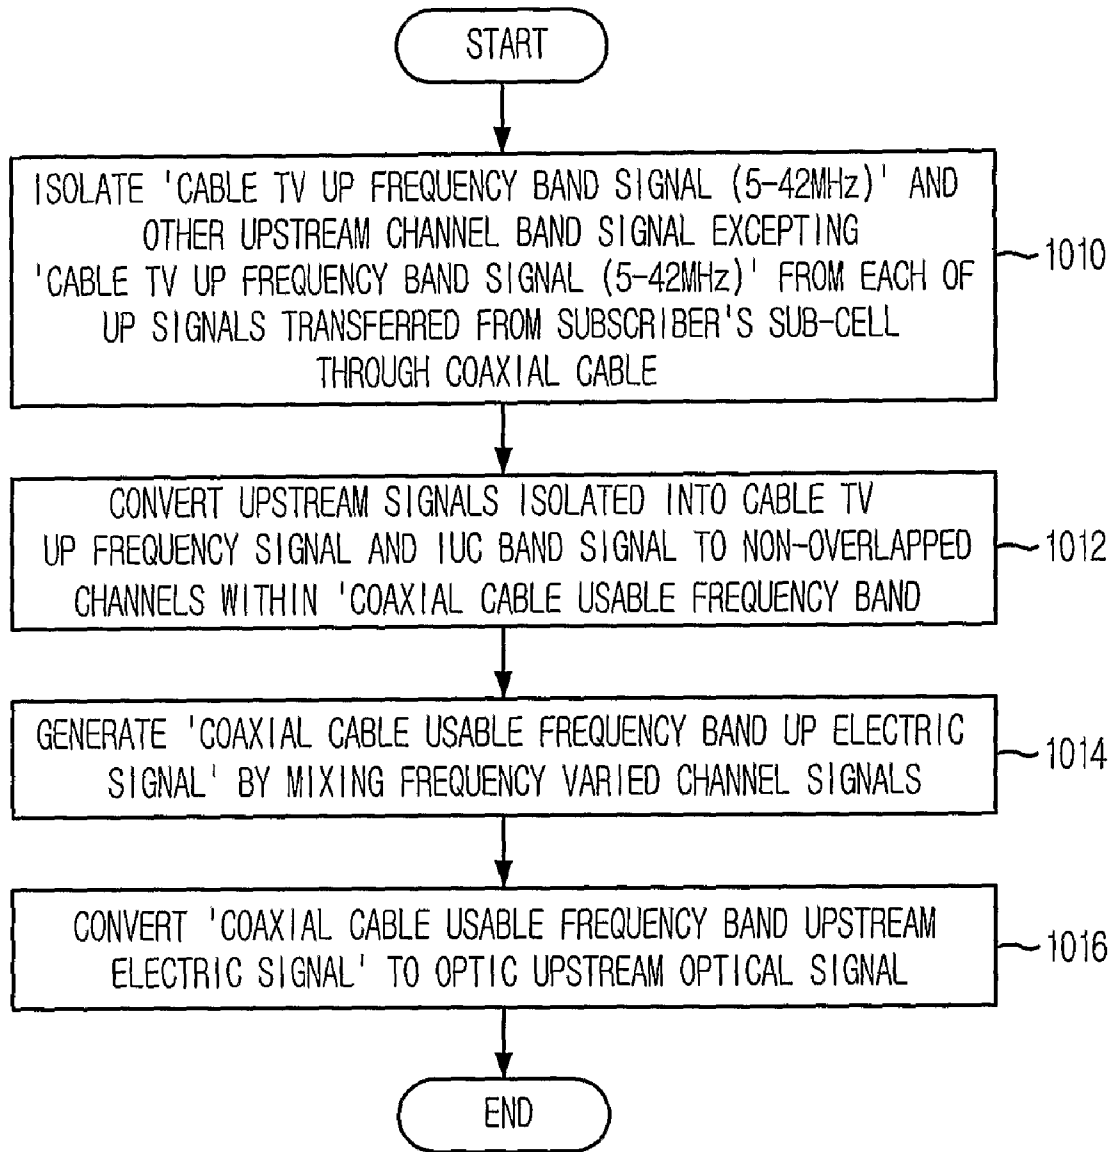 START
ISOLATE 'CABLE TV UP FREQUENCY BAND SIGNAL (5-42MHz)' AND
OTHER UPSTREAM CHANNEL BAND SIGNAL EXCEPTING
'CABLE TV UP FREQUENCY BAND SIGNAL (5-42MHz)' FROM EACH OF
UP SIGNALS TRANSFERRED FROM SUBSCRIBER'S SUB-CELL
THROUGH COAXIAL CABLE
1010
CONVERT UPSTREAM SIGNALS ISOLATED INTO CABLE TV
UP FREQUENCY SIGNAL AND IUC BAND SIGNAL TO NON-OVERLAPPED
CHANNELS WITHIN 'COAXIAL CABLE USABLE FREQUENCY BAND
1012
GENERATE 'COAXIAL CABLE USABLE FREQUENCY BAND UP ELECTRIC
SIGNAL' BY MIXING FREQUENCY VARIED CHANNEL SIGNALS
1014
CONVERT 'COAXIAL CABLE USABLE FREQUENCY BAND UPSTREAM
ELECTRIC SIGNAL' TO OPTIC UPSTREAM OPTICAL SIGNAL
1016
END